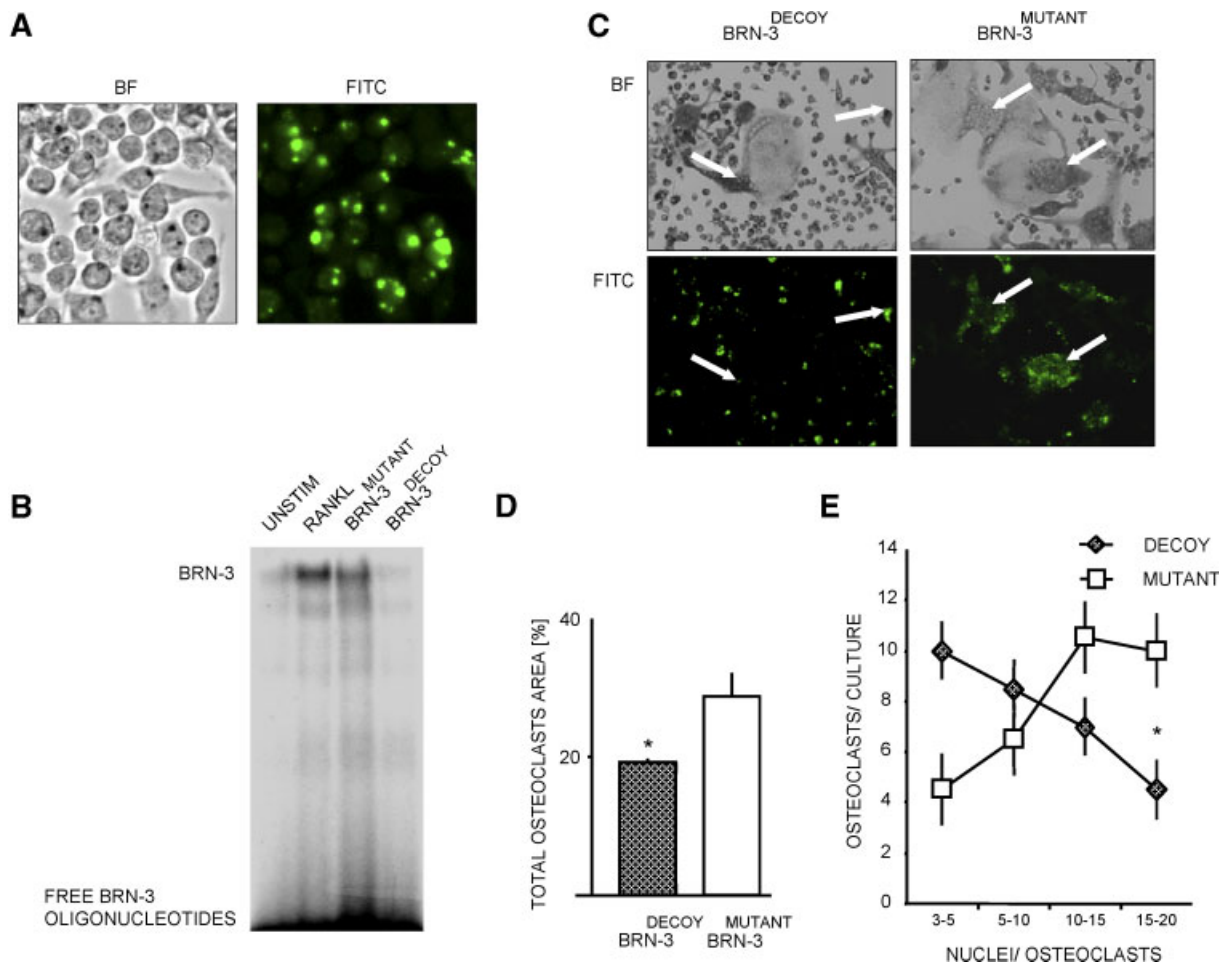 A
BF
FITC
C
BRN-3 DECOY
BRN-3 MUTANT
BF
FITC
B
UNSTIM
RANKL
BRN-3 MUTANT
BRN-3 DECOY
BRN-3
FREE BRN-3
OLIGONUCLEOTIDES
D
TOTAL OSTEOCLASTS AREA [%]
40
20
*
BRN-3 DECOY
BRN-3 MUTANT
E
DECOY
MUTANT
OSTEOCLASTS/ CULTURE
14
12
10
8
6
4
2
0
*
3-5 5-10 10-15 15-20
NUCLEI/ OSTEOCLASTS